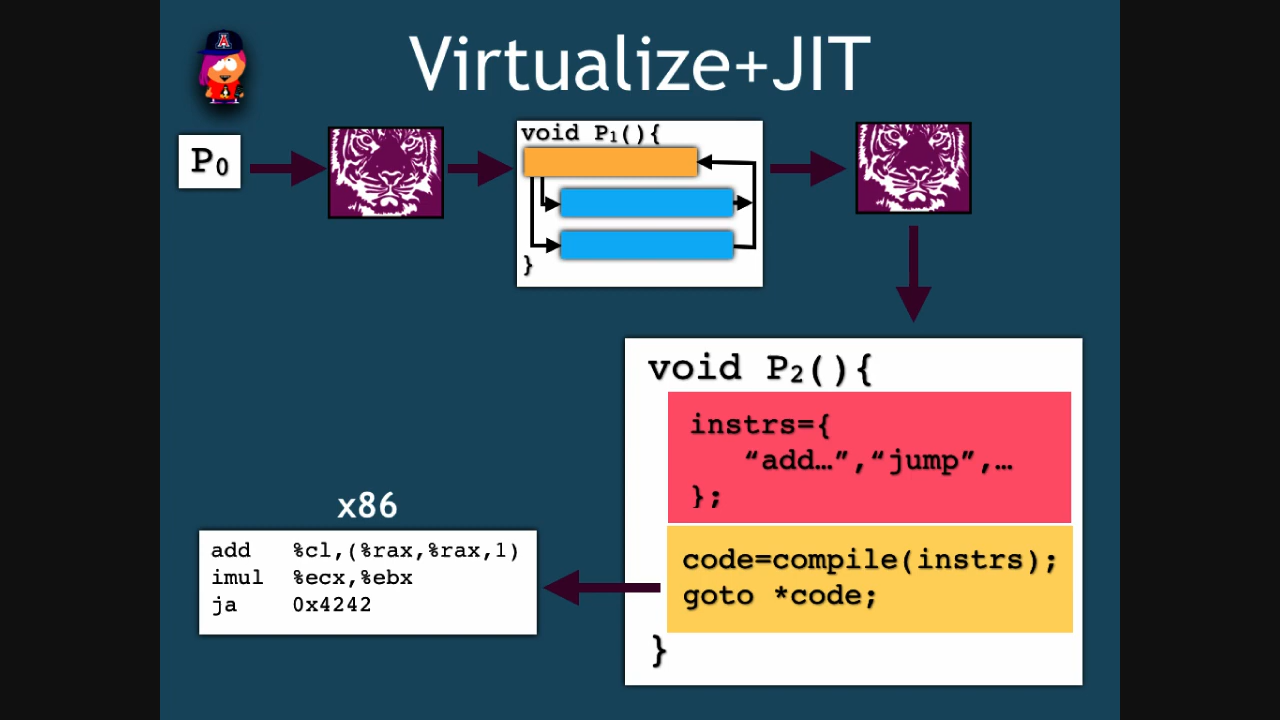 Virtualize+JIT
A
P0
void P1(){
}
void P2(){
instrs={
“add…”,“jump”,…
};
code=compile(instrs);
goto *code;
}
x86
add %cl,(%rax,%rax,1)
imul %ecx,%ebx
ja 0x4242